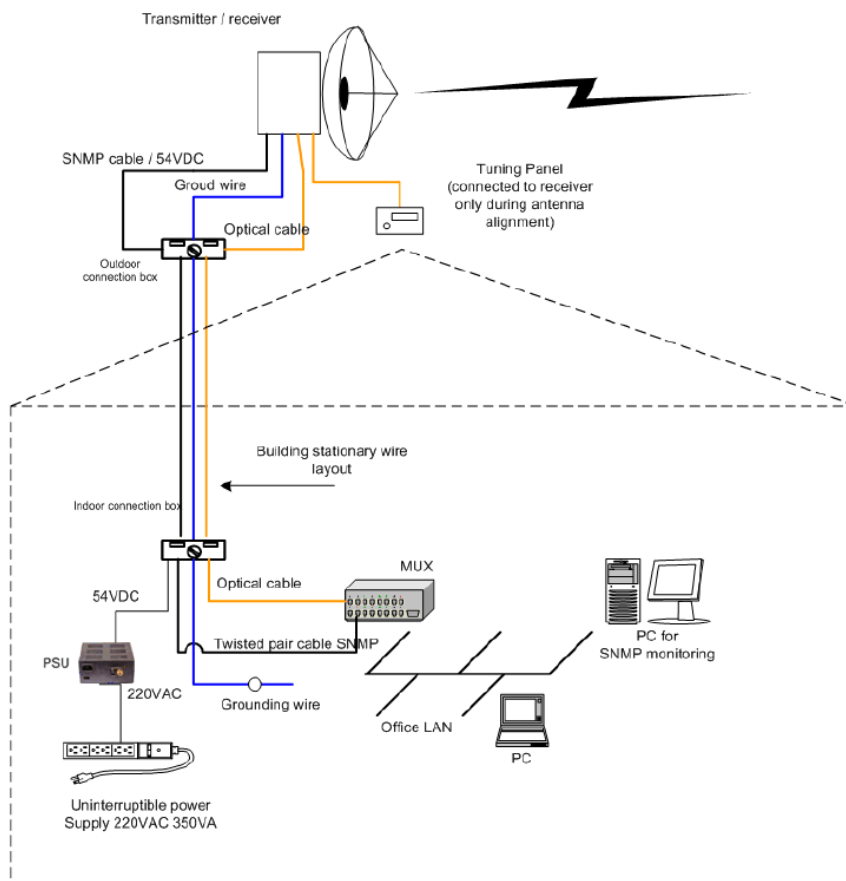 Transmitter / receiver
SNMP cable / 54VDC
Groud wire
Tuning Panel
(connected to receiver
only during antenna
alignment)
Optical cable
Outdoor
connection box
Building stationary wire
layout
Indoor connection box
MUX
Optical cable
54VDC
Twisted pair cable SNMP
PC for
SNMP monitoring
PSU
220VAC
Grounding wire
Office LAN
PC
Uninterruptible power
Supply 220VAC 350VA